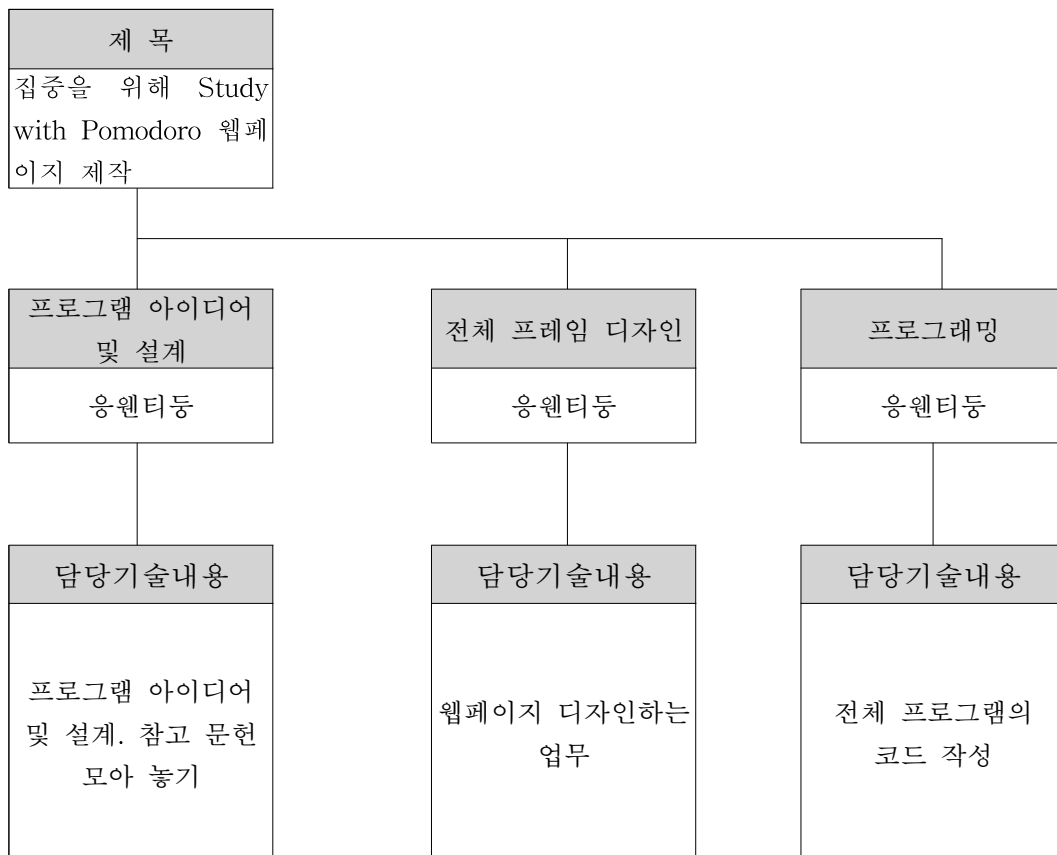 제 목
집중을 위해 Study
with Pomodoro 웹페
이지 제작
프로그램 아이디어
및 설계
응웬티둥
전체 프레임 디자인
응웬티둥
프로그래밍
응웬티둥
담당기술내용
프로그램 아이디어
및 설계. 참고 문헌
모아 놓기
담당기술내용
웹페이지 디자인하는
업무
담당기술내용
전체 프로그램의
코드 작성